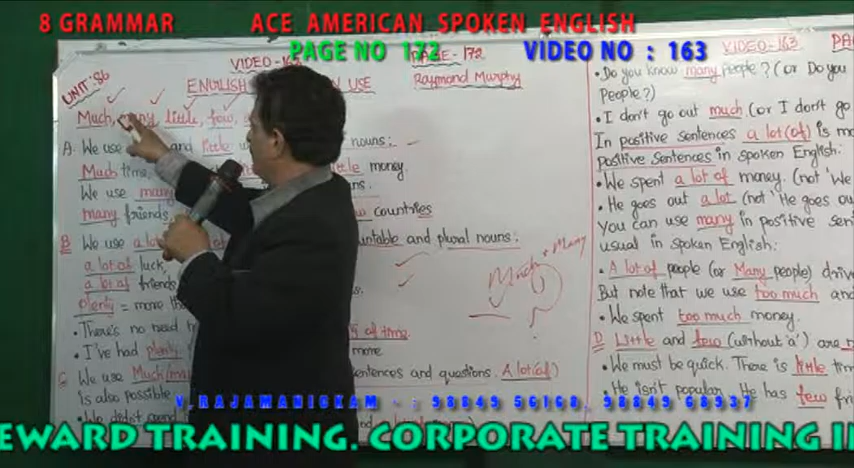 8 GRAMMAR ACE AMERICAN SPOKEN ENGLISH
PAGE NO 172 VIDEO NO : 163
UNIT:86
VIDEO-
PAGE- 172
ENGLISH USE
Raymond Murphy
Much, many, little, few,
A. We use and little nouns:
Much time, little money.
We use many
many friends countries
B We use a lot countable and plural nouns:
a lot of luck,
a lot of friends
plenty = more
• There's no need of time.
• I've had plenty more
C We use Much/ma sentences and questions. A lot(of)
is also possible
• We didn't spend
Much + Many
VIDEO-163
• Do you know many people? (or Do you
People?)
• I don't go out much (or I don't go
In positive sentences a lot(of) is m
positive sentences in spoken English:
• We spent a lot of money. (not 'We
• He goes out a lot (not 'He goes ou
You can use many in positive sen
usual in spoken English:
• A lot of people (or Many people) driv
But note that we use too much and
• We spent too much money.
D Little and few (without 'a') are n
• We must be quick. There is little tim
• He isn't popular. He has few fri
V.RAJAMANICKAM - : 98849 56168, 98849 68937
EWARD TRAINING. CORPORATE TRAINING I